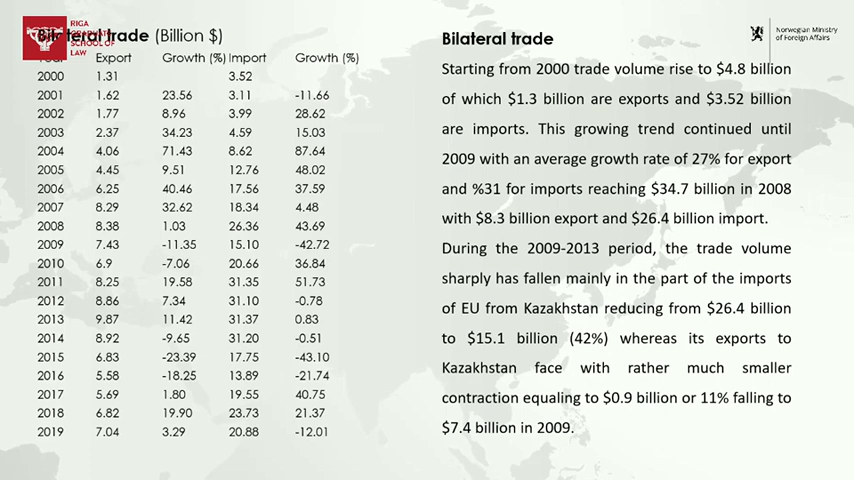 RIGA
GRADUATE
SCHOOL OF
LAW
Bilateral trade (Billion $)
Year Export Growth (%) Import Growth (%)
2000 1.31 3.52
2001 1.62 23.56 3.11 -11.66
2002 1.77 8.96 3.99 28.62
2003 2.37 34.23 4.59 15.03
2004 4.06 71.43 8.62 87.64
2005 4.45 9.51 12.76 48.02
2006 6.25 40.46 17.56 37.59
2007 8.29 32.62 18.34 4.48
2008 8.38 1.03 26.36 43.69
2009 7.43 -11.35 15.10 -42.72
2010 6.9 -7.06 20.66 36.84
2011 8.25 19.58 31.35 51.73
2012 8.86 7.34 31.10 -0.78
2013 9.87 11.42 31.37 0.83
2014 8.92 -9.65 31.20 -0.51
2015 6.83 -23.39 17.75 -43.10
2016 5.58 -18.25 13.89 -21.74
2017 5.69 1.80 19.55 40.75
2018 6.82 19.90 23.73 21.37
2019 7.04 3.29 20.88 -12.01
Norwegian Ministry
of Foreign Affairs
Bilateral trade
Starting from 2000 trade volume rise to $4.8 billion
of which $1.3 billion are exports and $3.52 billion
are imports. This growing trend continued until
2009 with an average growth rate of 27% for export
and %31 for imports reaching $34.7 billion in 2008
with $8.3 billion export and $26.4 billion import.
During the 2009-2013 period, the trade volume
sharply has fallen mainly in the part of the imports
of EU from Kazakhstan reducing from $26.4 billion
to $15.1 billion (42%) whereas its exports to
Kazakhstan face with rather much smaller
contraction equaling to $0.9 billion or 11% falling to
$7.4 billion in 2009.